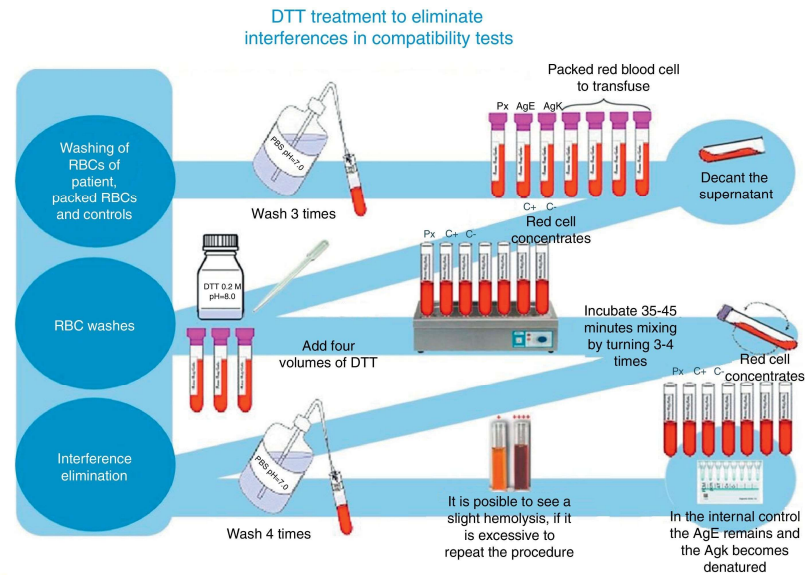 DTT treatment to eliminate
interferences in compatibility tests
Washing of
RBCs of
patient,
packed RBCs
and controls
PBS pH=7.0
Wash 3 times
Packed red blood cell
to transfuse
Px AgE AgK
C+ C-
Decant the
supernatant
RBC washes
DTT 0.2 M
pH=8.0
Add four
volumes of DTT
Red cell
concentrates
Px C+ C-
Incubate 35-45
minutes mixing
by turning 3-4
times
Red cell
concentrates
Px C+ C-
Interference
elimination
PBS pH=7.0
Wash 4 times
It is posible to see a
slight hemolysis, if it
is excessive to
repeat the procedure
In the internal control
the AgE remains and
the Agk becomes
denatured